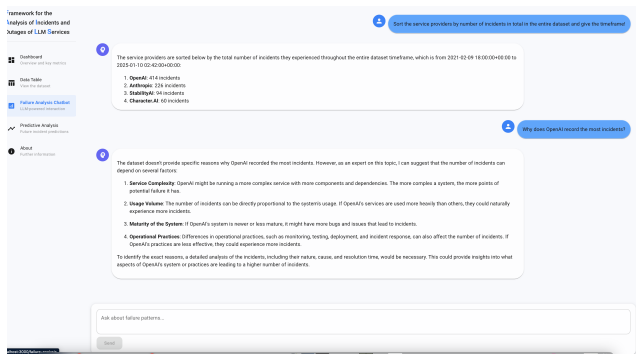 Framework for the
Analysis of Incidents and
Outages of LLM Services
Dashboard
Overview and key metrics
Data Table
View the dataset
Failure Analysis Chatbot
LLM-powered interaction
Predictive Analysis
Future incident predictions
About
Further Information
Sort the service providers by number of incidents in total in the entire dataset and give the timeframe!
The service providers are sorted below by the total number of incidents they experienced throughout the entire dataset timeframe, which is from 2021-02-09 18:00:00+00:00 to
2025-01-10 02:42:00+00:00:
1. OpenAI: 414 incidents
2. Anthropic: 226 incidents
3. StabilityAI: 94 incidents
4. Character.AI: 60 incidents
Why does OpenAI record the most incidents?
The dataset doesn't provide specific reasons why OpenAI recorded the most incidents. However, as an expert on this topic, I can suggest that the number of incidents can
depend on several factors:
1. Service Complexity: OpenAI might be running a more complex service with more components and dependencies. The more complex a system, the more points of
potential failure it has.
2. Usage Volume: The number of incidents can be directly proportional to the system's usage. If OpenAI's services are used more heavily than others, they could naturally
experience more incidents.
3. Maturity of the System: If OpenAI's system is newer or less mature, it might have more bugs and issues that lead to incidents.
4. Operational Practices: Differences in operational practices, such as monitoring, testing, deployment, and incident response, can also affect the number of incidents. If
OpenAI's practices are less effective, they could experience more incidents.
To identify the exact reasons, a detailed analysis of the incidents, including their nature, cause, and resolution time, would be necessary. This could provide insights into what
aspects of OpenAI's system or practices are leading to a higher number of incidents.
Ask about failure patterns...
Send